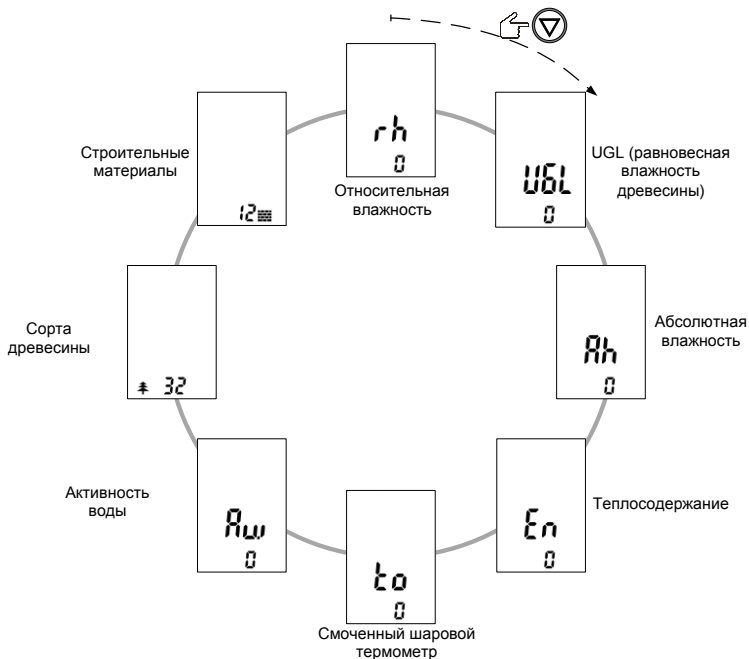 rh
0
Относительная
влажность
UGL
0
UGL (равновесная
влажность
древесины)
Ah
0
Абсолютная
влажность
En
0
Теплосодержание
to
0
Смоченный шаровой
термометр
Aw
0
Активность
воды
32
Сорта
древесины
12
Строительные
материалы